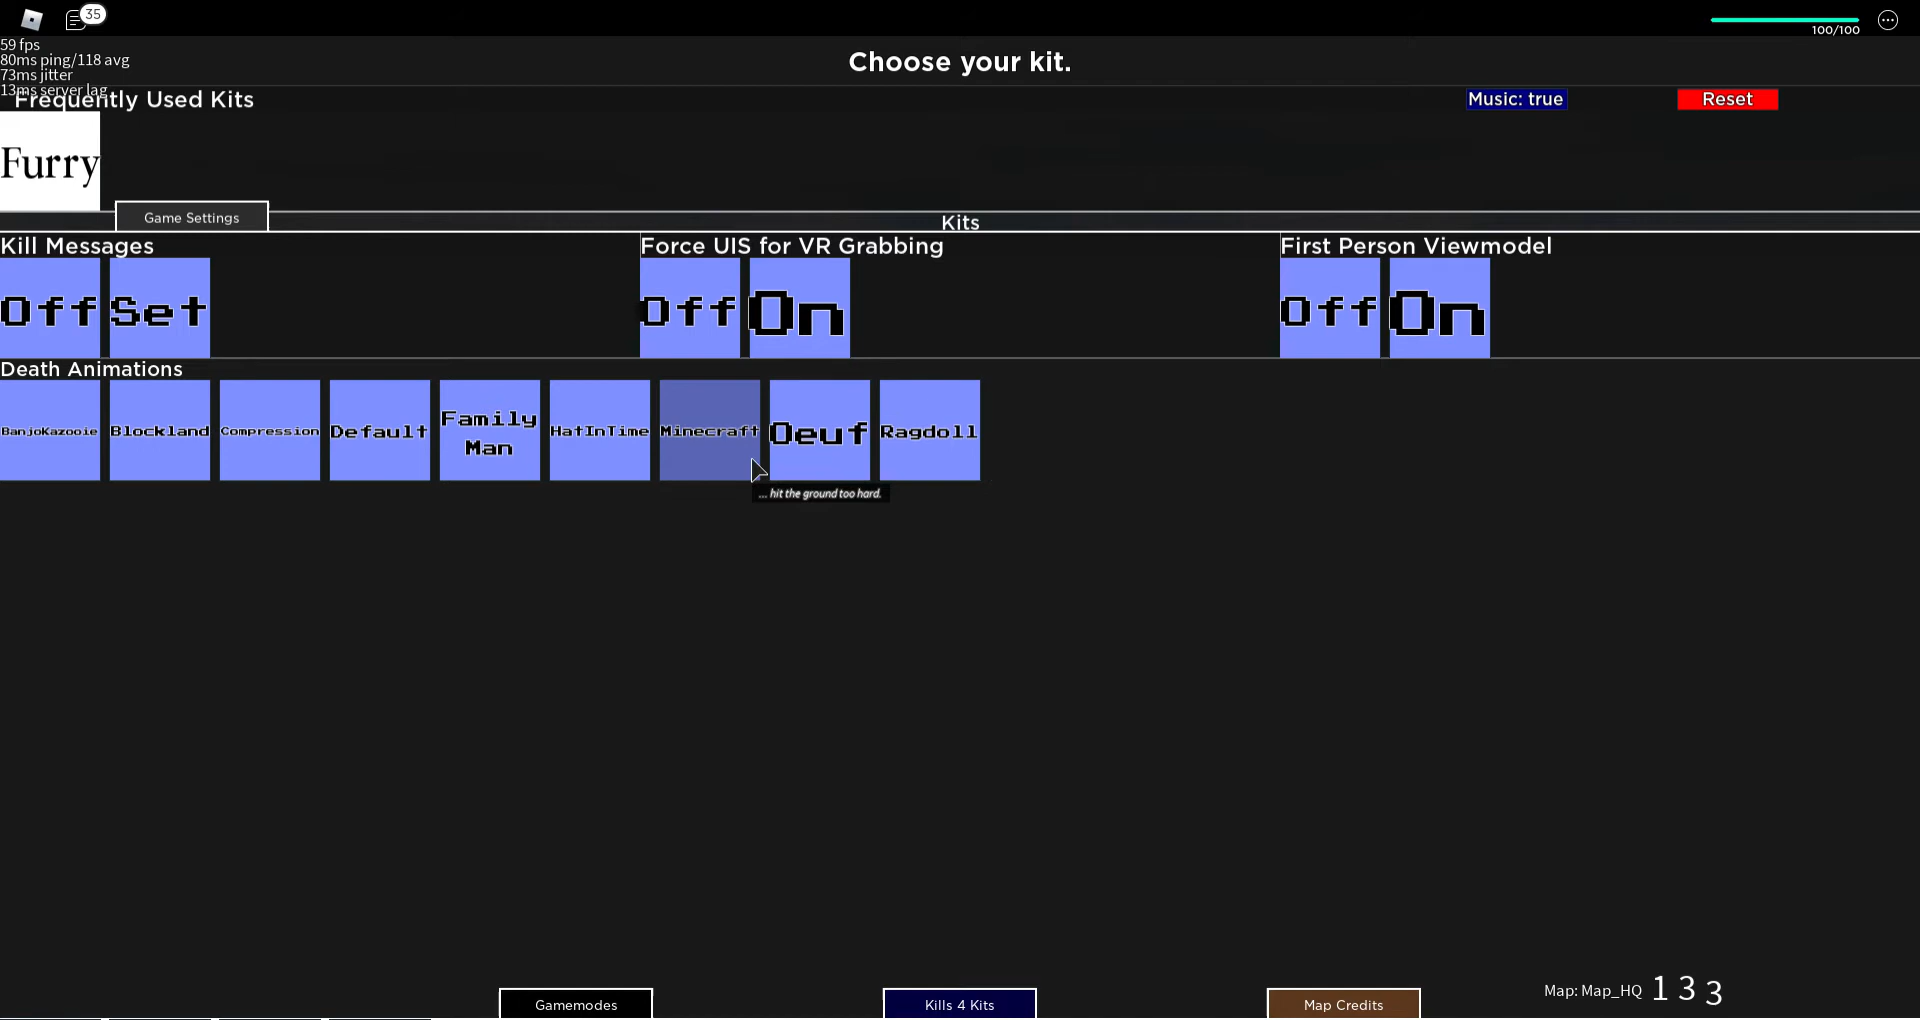 35
100/100
59 fps
80ms ping/118 avg
73ms jitter
13ms server lag
Choose your kit.
Frequently Used Kits
Music: true
Reset
Furry
Game Settings
Kits
Kill Messages
Force UIS for VR Grabbing
First Person Viewmodel
Off Set
Off On
Off On
Death Animations
BanjoKazooie Blockland Compression Default Family Man HatInTime Minecraft Oeuf Ragdoll
... hit the ground too hard.
Gamemodes
Kills 4 Kits
Map Credits
Map: Map_HQ 133